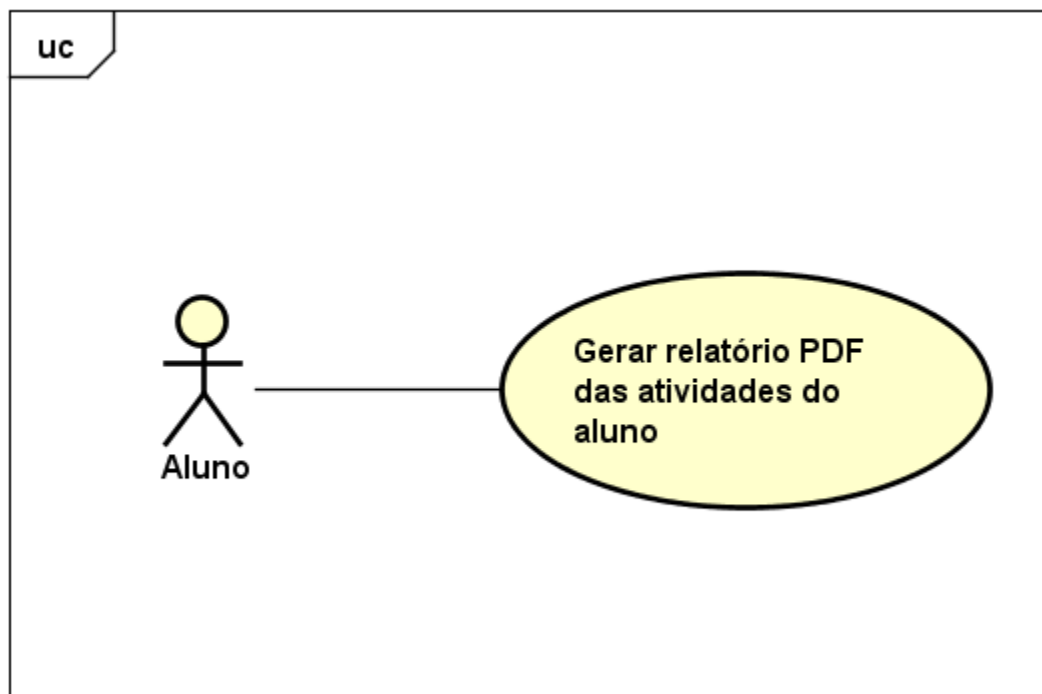 uc
Gerar relatório PDF
das atividades do
aluno
Aluno